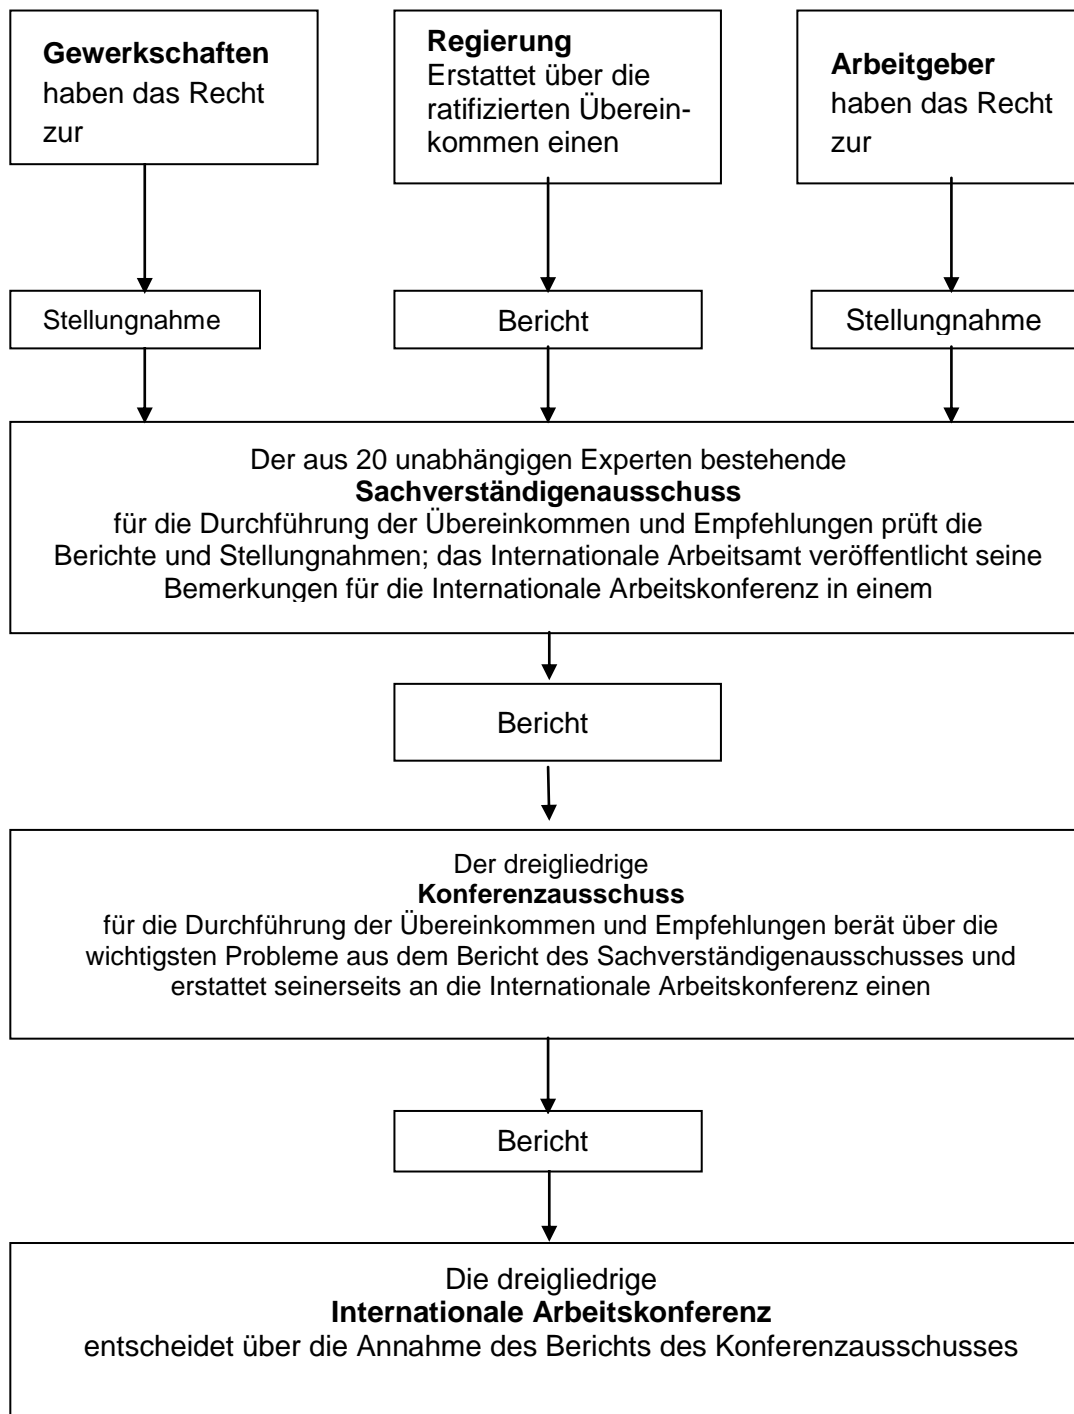 Gewerkschaften
haben das Recht
zur
Regierung
Erstattet über die
ratifizierten Überein-
kommen einen
Arbeitgeber
haben das Recht
zur
Stellungnahme
Bericht
Stellungnahme
Der aus 20 unabhängigen Experten bestehende
Sachverständigenausschuss
für die Durchführung der Übereinkommen und Empfehlungen prüft die
Berichte und Stellungnahmen; das Internationale Arbeitsamt veröffentlicht seine
Bemerkungen für die Internationale Arbeitskonferenz in einem
Bericht
Der dreigliedrige
Konferenzausschuss
für die Durchführung der Übereinkommen und Empfehlungen berät über die
wichtigsten Probleme aus dem Bericht des Sachverständigenausschusses und
erstattet seinerseits an die Internationale Arbeitskonferenz einen
Bericht
Die dreigliedrige
Internationale Arbeitskonferenz
entscheidet über die Annahme des Berichts des Konferenzausschusses